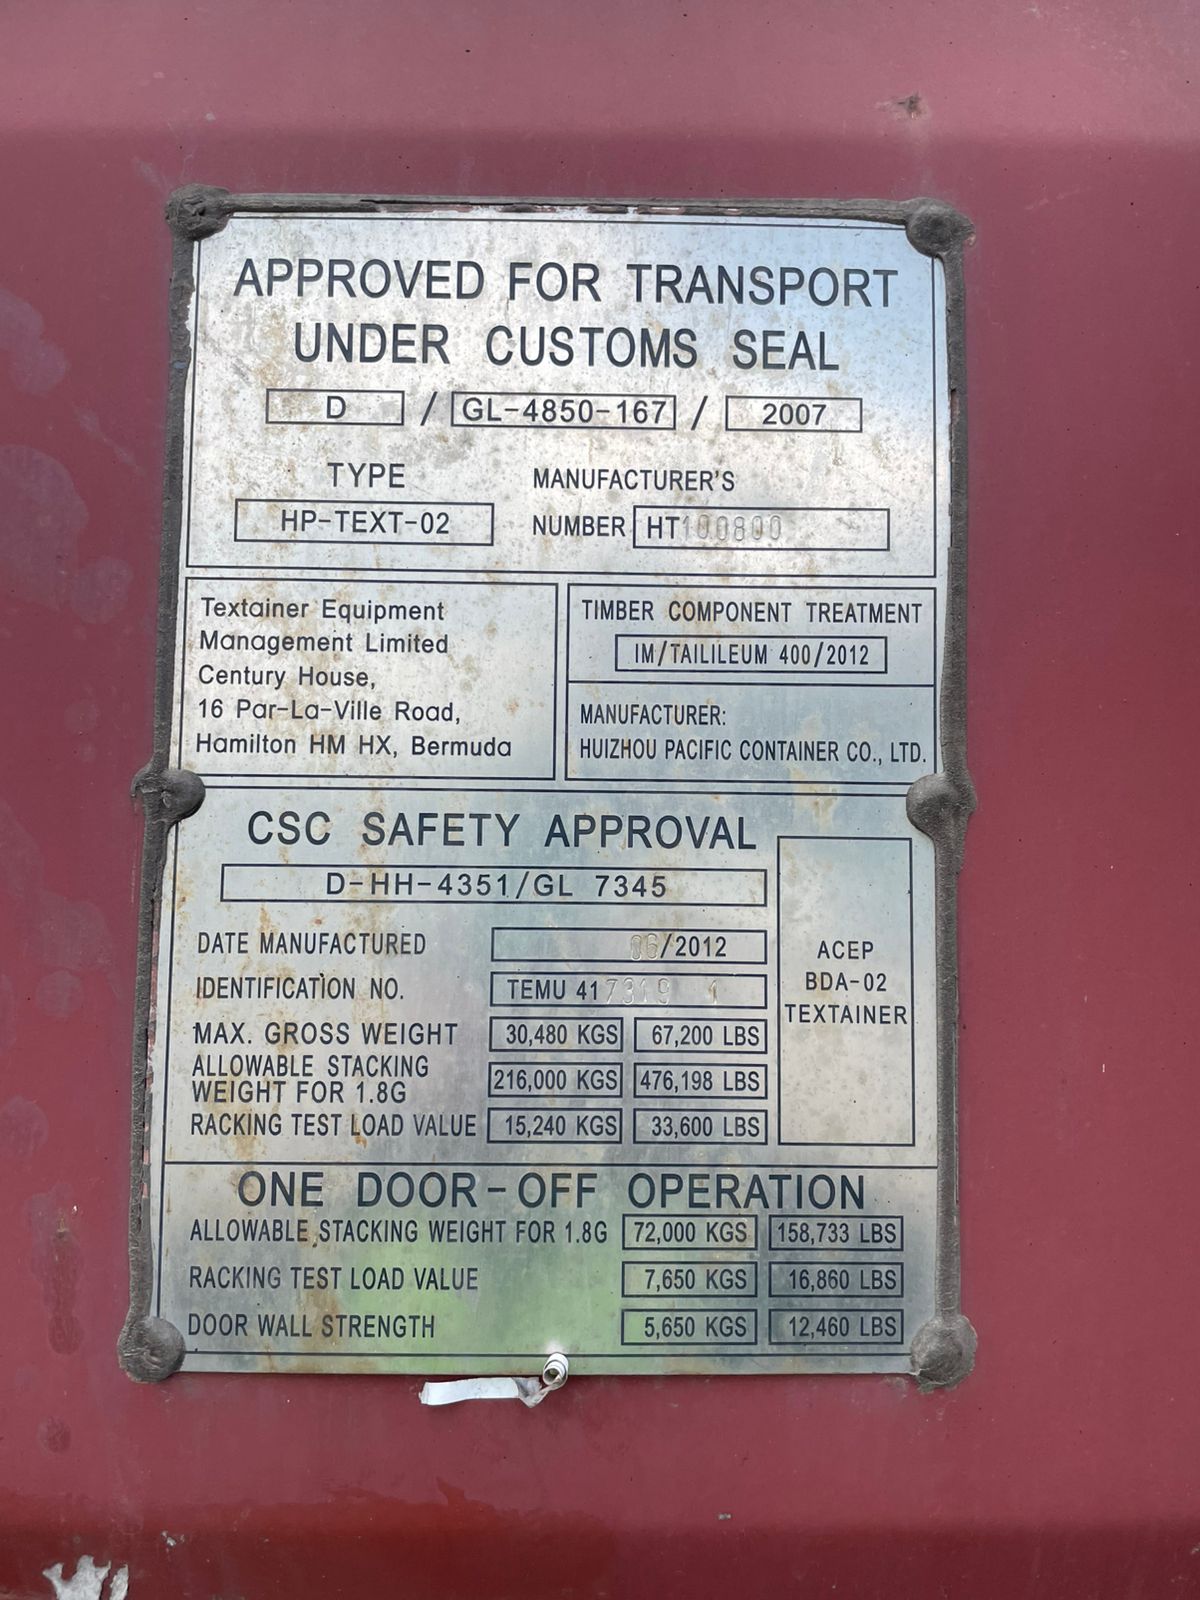 APPROVED FOR TRANSPORT
UNDER CUSTOMS SEAL
D / GL-4850-167 / 2007
TYPE
HP-TEXT-02
MANUFACTURER'S
NUMBER HT100800
Textainer Equipment
Management Limited
Century House,
16 Par-La-Ville Road,
Hamilton HM HX, Bermuda
TIMBER COMPONENT TREATMENT
IM/TAILILEUM 400/2012
MANUFACTURER:
HUIZHOU PACIFIC CONTAINER CO., LTD.
CSC SAFETY APPROVAL
D-HH-4351/GL 7345
DATE MANUFACTURED 06/2012
IDENTIFICATION NO. TEMU 417319 1
MAX. GROSS WEIGHT 30,480 KGS 67,200 LBS
ALLOWABLE STACKING
WEIGHT FOR 1.8G 216,000 KGS 476,198 LBS
RACKING TEST LOAD VALUE 15,240 KGS 33,600 LBS
ACEP
BDA-02
TEXTAINER
ONE DOOR-OFF OPERATION
ALLOWABLE STACKING WEIGHT FOR 1.8G 72,000 KGS 158,733 LBS
RACKING TEST LOAD VALUE 7,650 KGS 16,860 LBS
DOOR WALL STRENGTH 5,650 KGS 12,460 LBS